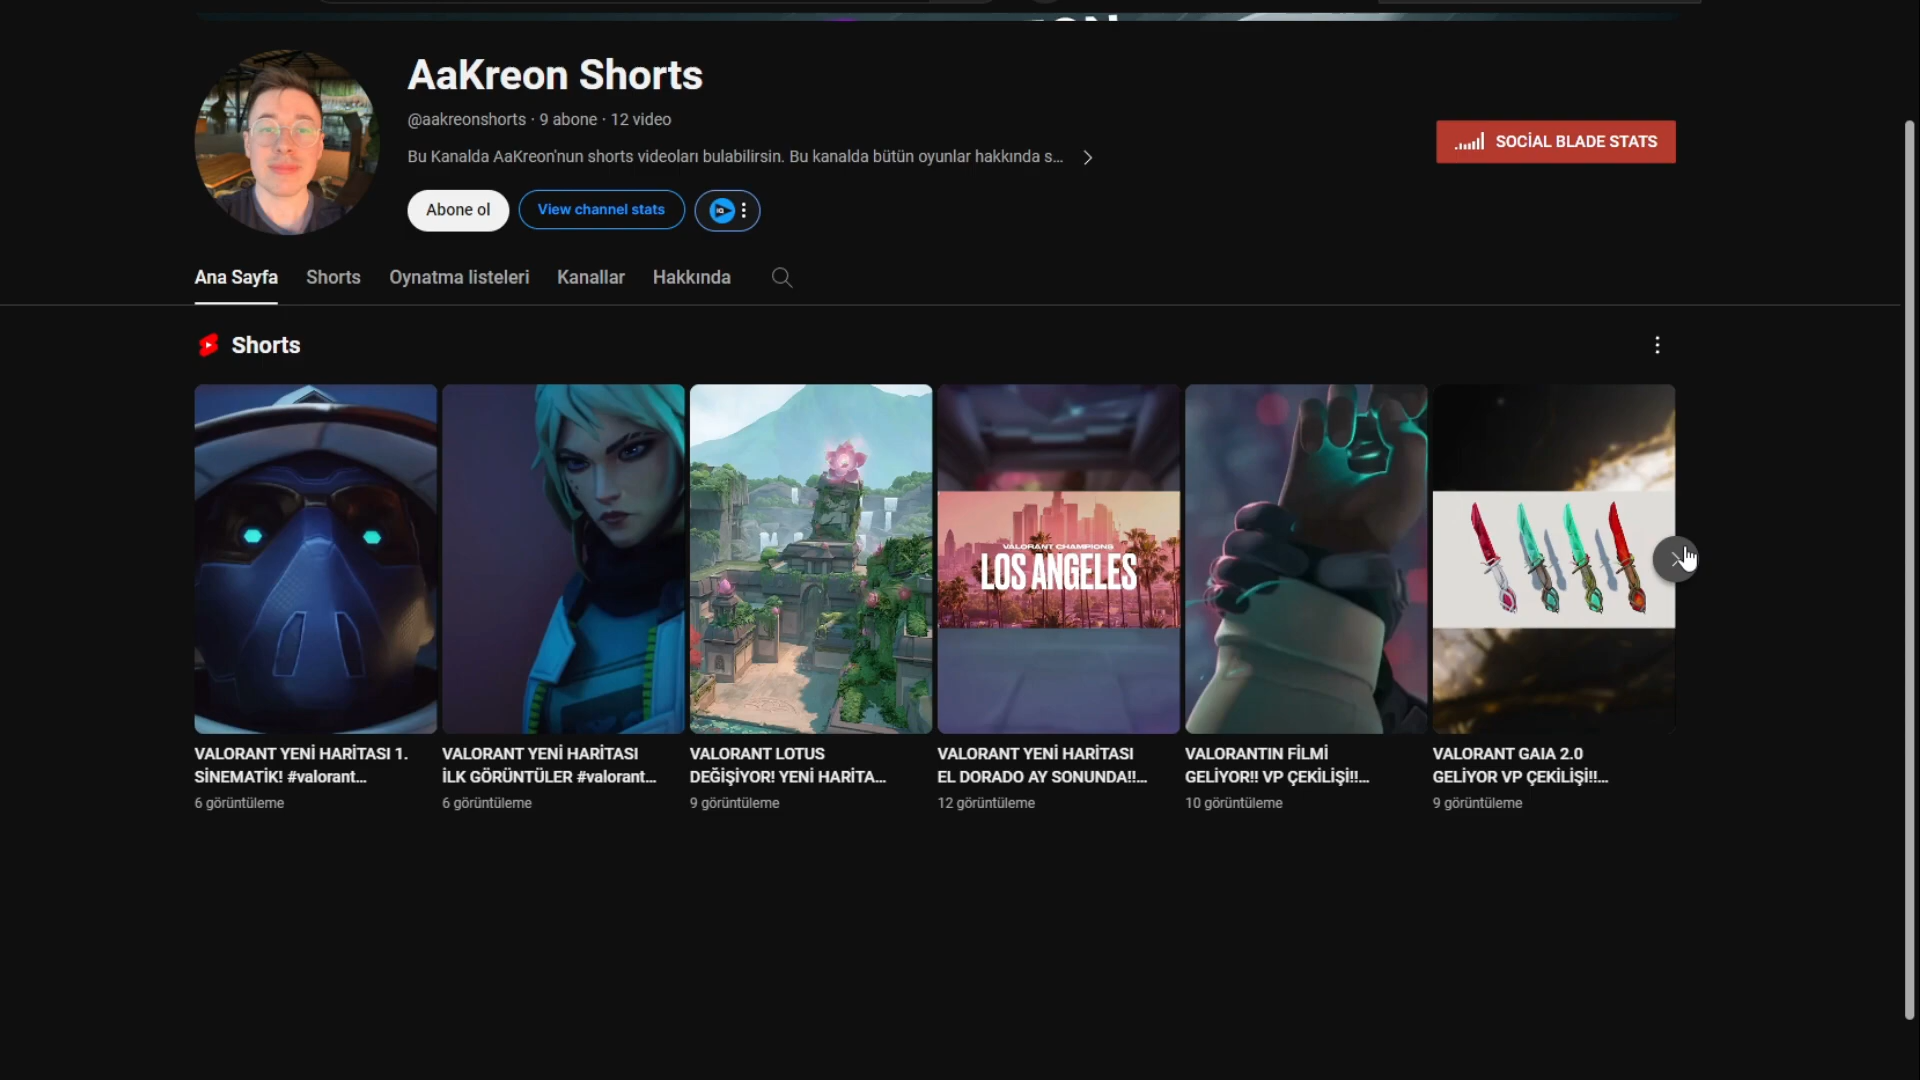 AaKreon Shorts
@aakreonshorts · 9 abone · 12 video
Bu Kanalda AaKreon'nun shorts videoları bulabilirsin. Bu kanalda bütün oyunlar hakkında s...
SOCİAL BLADE STATS
Abone ol
View channel stats
Ana Sayfa
Shorts
Oynatma listeleri
Kanallar
Hakkında
Shorts
VALORANT CHAMPIONS
LOS ANGELES
VALORANT YENİ HARİTASI 1.
SİNEMATİK! #valorant...
6 görüntüleme
VALORANT YENİ HARİTASI
İLK GÖRÜNTÜLER #valorant...
6 görüntüleme
VALORANT LOTUS
DEĞİŞİYOR! YENİ HARİTA...
9 görüntüleme
VALORANT YENİ HARİTASI
EL DORADO AY SONUNDA!!...
12 görüntüleme
VALORANTIN FİLMİ
GELİYOR!! VP ÇEKİLİŞİ!!...
10 görüntüleme
VALORANT GAIA 2.0
GELİYOR VP ÇEKİLİŞİ!!...
9 görüntüleme